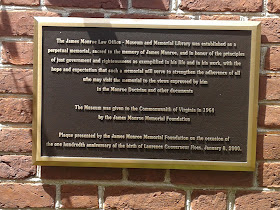 The James Monroe Law Office - Museum and Memorial Library was established as a
perpetual memorial, sacred to the memory of James Monroe, and in honor of the principles
of just government and righteousness as exemplified in his life and in his work, with the
hope and expectation that such a memorial will serve to strengthen the adherence of all
who may visit the memorial to the views expressed by him
in the Monroe Doctrine and other documents
The Museum was given to the Commonwealth of Virginia in 1964
by the James Monroe Memorial Foundation
Plaque presented by the James Monroe Memorial Foundation on the occasion of
the one hundredth anniversary of the birth of Laurence Gouverneur Hoes, January 8, 2000.